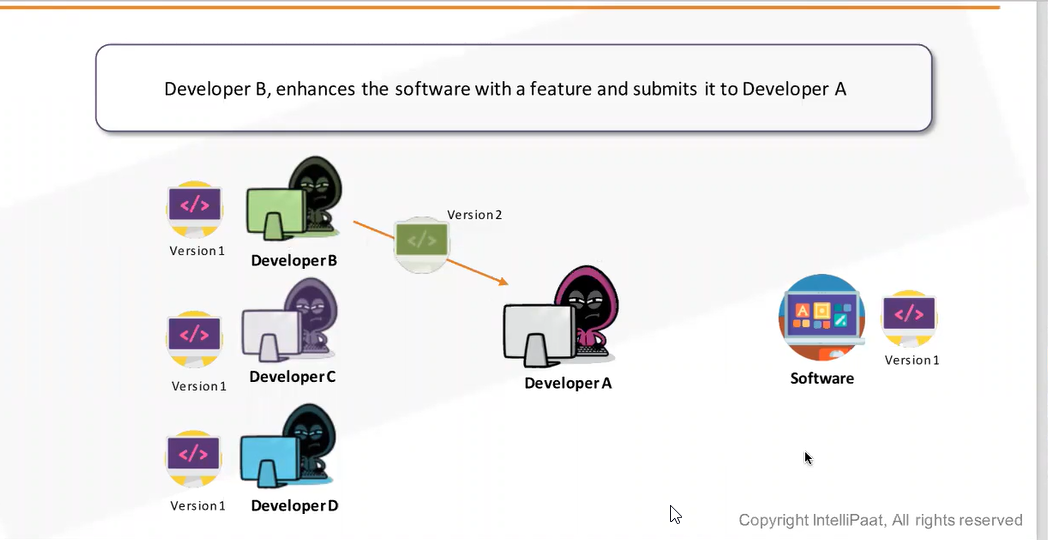 Developer B, enhances the software with a feature and submits it to Developer A
</>
Version 1
Developer B
Version 2
</>
</>
Version 1
Developer C
Developer A
A
Software
</>
Version 1
</>
Version 1
Developer D
Copyright IntelliPaat, All rights reserved